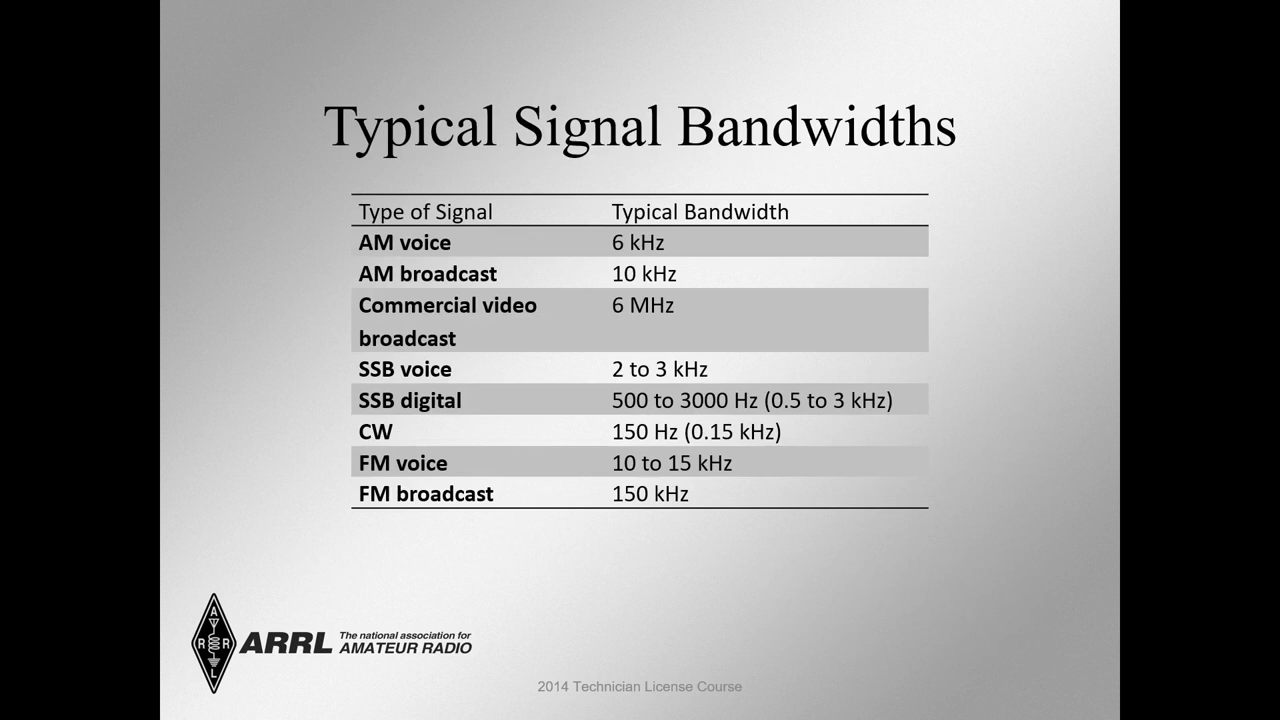 Typical Signal Bandwidths
Type of Signal Typical Bandwidth
AM voice 6 kHz
AM broadcast 10 kHz
Commercial video 6 MHz
broadcast
SSB voice 2 to 3 kHz
SSB digital 500 to 3000 Hz (0.5 to 3 kHz)
CW 150 Hz (0.15 kHz)
FM voice 10 to 15 kHz
FM broadcast 150 kHz
A
R R
L
ARRL The national association for
AMATEUR RADIO
2014 Technician License Course